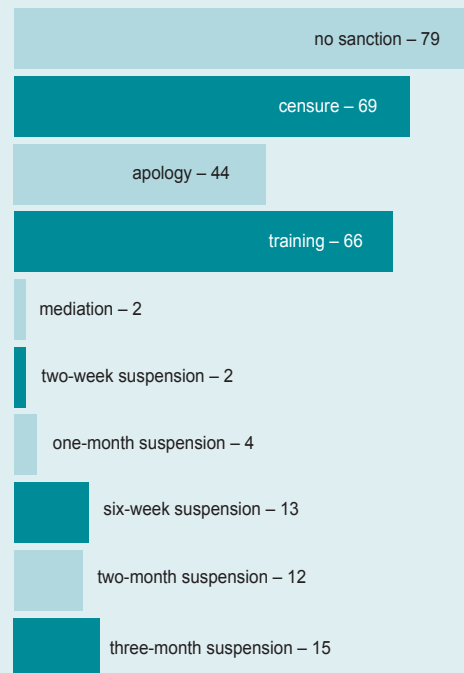 no sanction – 79
censure – 69
apology – 44
training – 66
mediation – 2
two-week suspension – 2
one-month suspension – 4
six-week suspension – 13
two-month suspension – 12
three-month suspension – 15